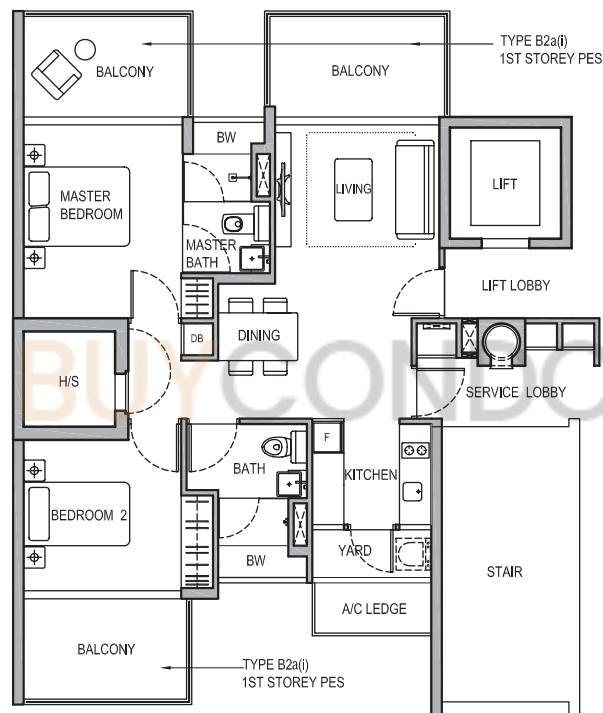 TYPE B2a(i)
1ST STOREY PES
BALCONY
BALCONY
BW
MASTER
BEDROOM
LIVING
LIFT
MASTER
BATH
LIFT LOBBY
DB
DINING
H/S
BUYCONDO
SERVICE LOBBY
F
BATH
KITCHEN
BEDROOM 2
YARD
BW
STAIR
A/C LEDGE
BALCONY
TYPE B2a(i)
1ST STOREY PES